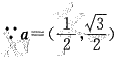 ∵a=(1/2, √3/2)